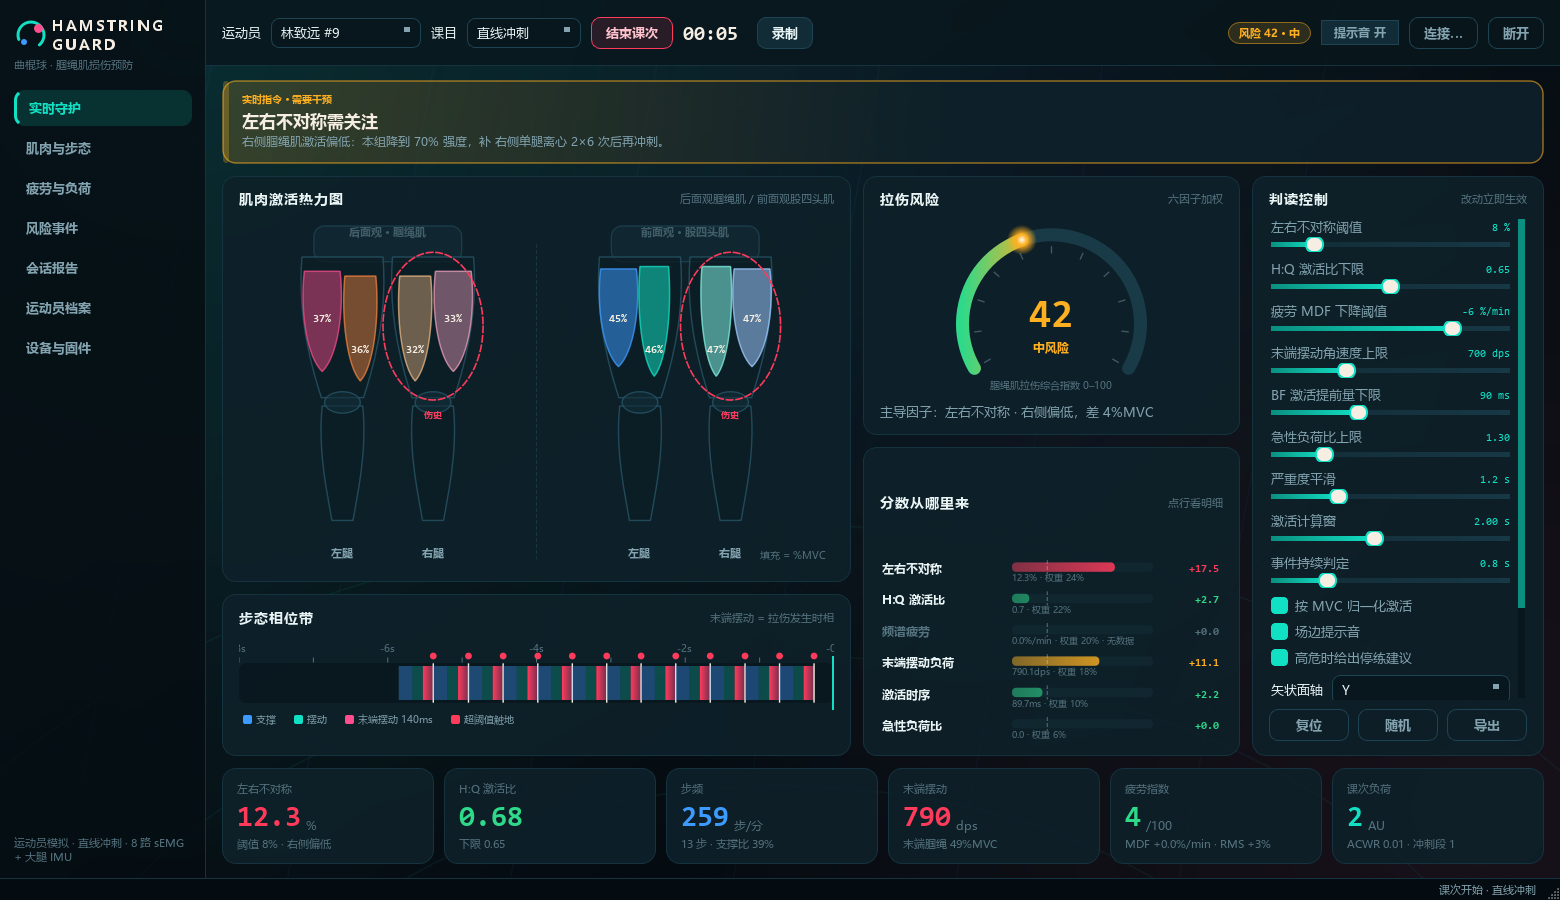 HAMSTRING
GUARD
曲棍球 · 腘绳肌损伤预防
实时守护
肌肉与步态
疲劳与负荷
风险事件
会话报告
运动员档案
设备与固件
运动员模拟 · 直线冲刺 · 8 路 sEMG
+ 大腿 IMU
运动员 林致远 #9 课目 直线冲刺 结束课次 00:05 录制 风险 42 · 中 提示音 开 连接... 断开
实时指令 · 需要干预
左右不对称需关注
右侧腘绳肌激活偏低：本组降到 70% 强度，补 右侧单腿离心 2×6 次后再冲刺。
肌肉激活热力图 后面观腘绳肌 / 前面观股四头肌
后面观 · 腘绳肌 前面观 · 股四头肌
37% 36% 32% 33% 45% 46% 47% 47%
伤史 伤史
左腿 右腿 左腿 右腿 填充 = %MVC
步态相位带 末端摆动 = 拉伤发生时相
-6s -4s -2s
支撑 摆动 末端摆动 140ms 超阈值触地
拉伤风险 六因子加权
42
中风险
腘绳肌拉伤综合指数 0–100
主导因子：左右不对称 · 右侧偏低，差 4%MVC
分数从哪里来 点行看明细
左右不对称 +17.5
12.3% · 权重 24%
H:Q 激活比 +2.7
0.7 · 权重 22%
频谱疲劳 +0.0
0.0%/min · 权重 20% · 无数据
末端摆动负荷 +11.1
790.1dps · 权重 18%
激活时序 +2.2
89.7ms · 权重 10%
急性负荷比 +0.0
0.0 · 权重 6%
判读控制 改动立即生效
左右不对称阈值 8 %
H:Q 激活比下限 0.65
疲劳 MDF 下降阈值 -6 %/min
末端摆动角速度上限 700 dps
BF 激活提前量下限 90 ms
急性负荷比上限 1.30
严重度平滑 1.2 s
激活计算窗 2.00 s
事件持续判定 0.8 s
按 MVC 归一化激活
场边提示音
高危时给出停练建议
矢状面轴 Y
复位 随机 导出
左右不对称
12.3 %
阈值 8% · 右侧偏低
H:Q 激活比
0.68
下限 0.65
步频
259 步/分
13 步 · 支撑比 39%
末端摆动
790 dps
末端腘绳 49%MVC
疲劳指数
4 /100
MDF +0.0%/min · RMS +3%
课次负荷
2 AU
ACWR 0.01 · 冲刺段 1
课次开始 · 直线冲刺